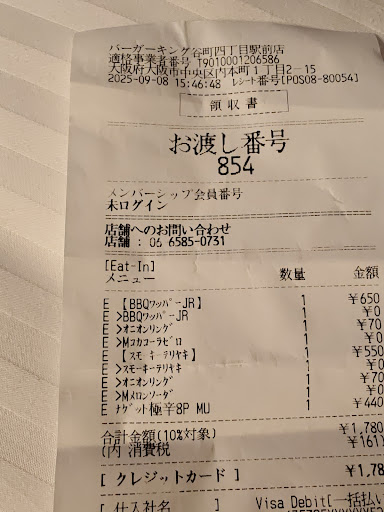 バーガーキング谷町四丁目駅前店
適格事業者番号 T9010001206586
大阪府大阪市中央区内本町1丁目2-15
2025-09-08 15:46:48 レシート番号[POS08-80054]
領収書
お渡し番号
854
メンバーシップ会員番号
未ログイン
店舗へのお問い合わせ
店舗 : 06 6585-0731
[Eat-In]
メニュー 数量 金額
E 【BBQワッパーJR】 1 ¥650
E >BBQワッパーJR 1 ¥0
E >オニオンリング 1 ¥70
E >Mコカコーラゼロ 1 ¥0
E 【スモーキーテリヤキ】 1 ¥550
E >スモーキーテリヤキ 1 ¥0
E >オニオンリング 1 ¥70
E >Mメロンソーダ 1 ¥0
E ナゲット極辛8P MU 1 ¥440
合計金額(10%対象) ¥1,780
(内 消費税 ¥161)
[ クレジットカード ] ¥1,78
[ 仕入社名 ] Visa Debit[一括払い